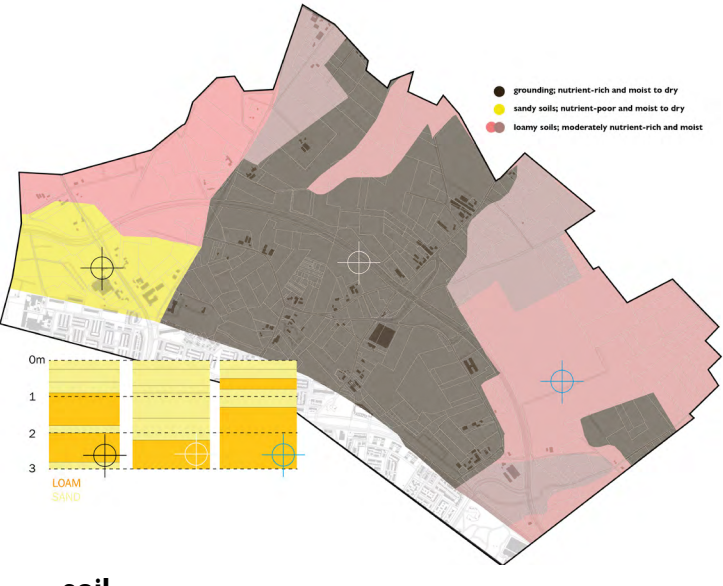 grounding; nutrient-rich and moist to dry
sandy soils; nutrient-poor and moist to dry
loamy soils; moderately nutrient-rich and moist
0m
1
2
3
LOAM
SAND
soil